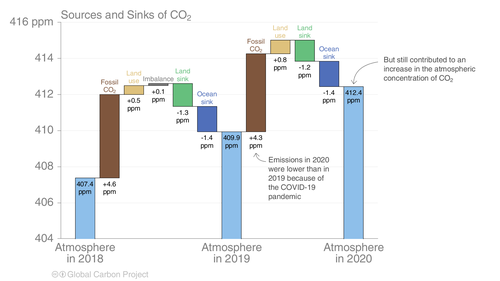 Sources and Sinks of CO₂
416 ppm
414
412
410
408
406
404
407.4
ppm
Fossil
CO₂
+4.6
ppm
Land
use
+0.5
ppm
Imbalance
+0.1
ppm
Land
sink
-1.3
ppm
Ocean
sink
-1.4
ppm
409.9
ppm
Fossil
CO₂
+4.3
ppm
Land
use
+0.8
ppm
Land
sink
-1.2
ppm
Ocean
sink
-1.4
ppm
412.4
ppm
But still contributed to an
increase in the atmospheric
concentration of CO₂
Emissions in 2020
were lower than in
2019 because of
the COVID-19
pandemic
Atmosphere
in 2018
Atmosphere
in 2019
Atmosphere
in 2020
Global Carbon Project